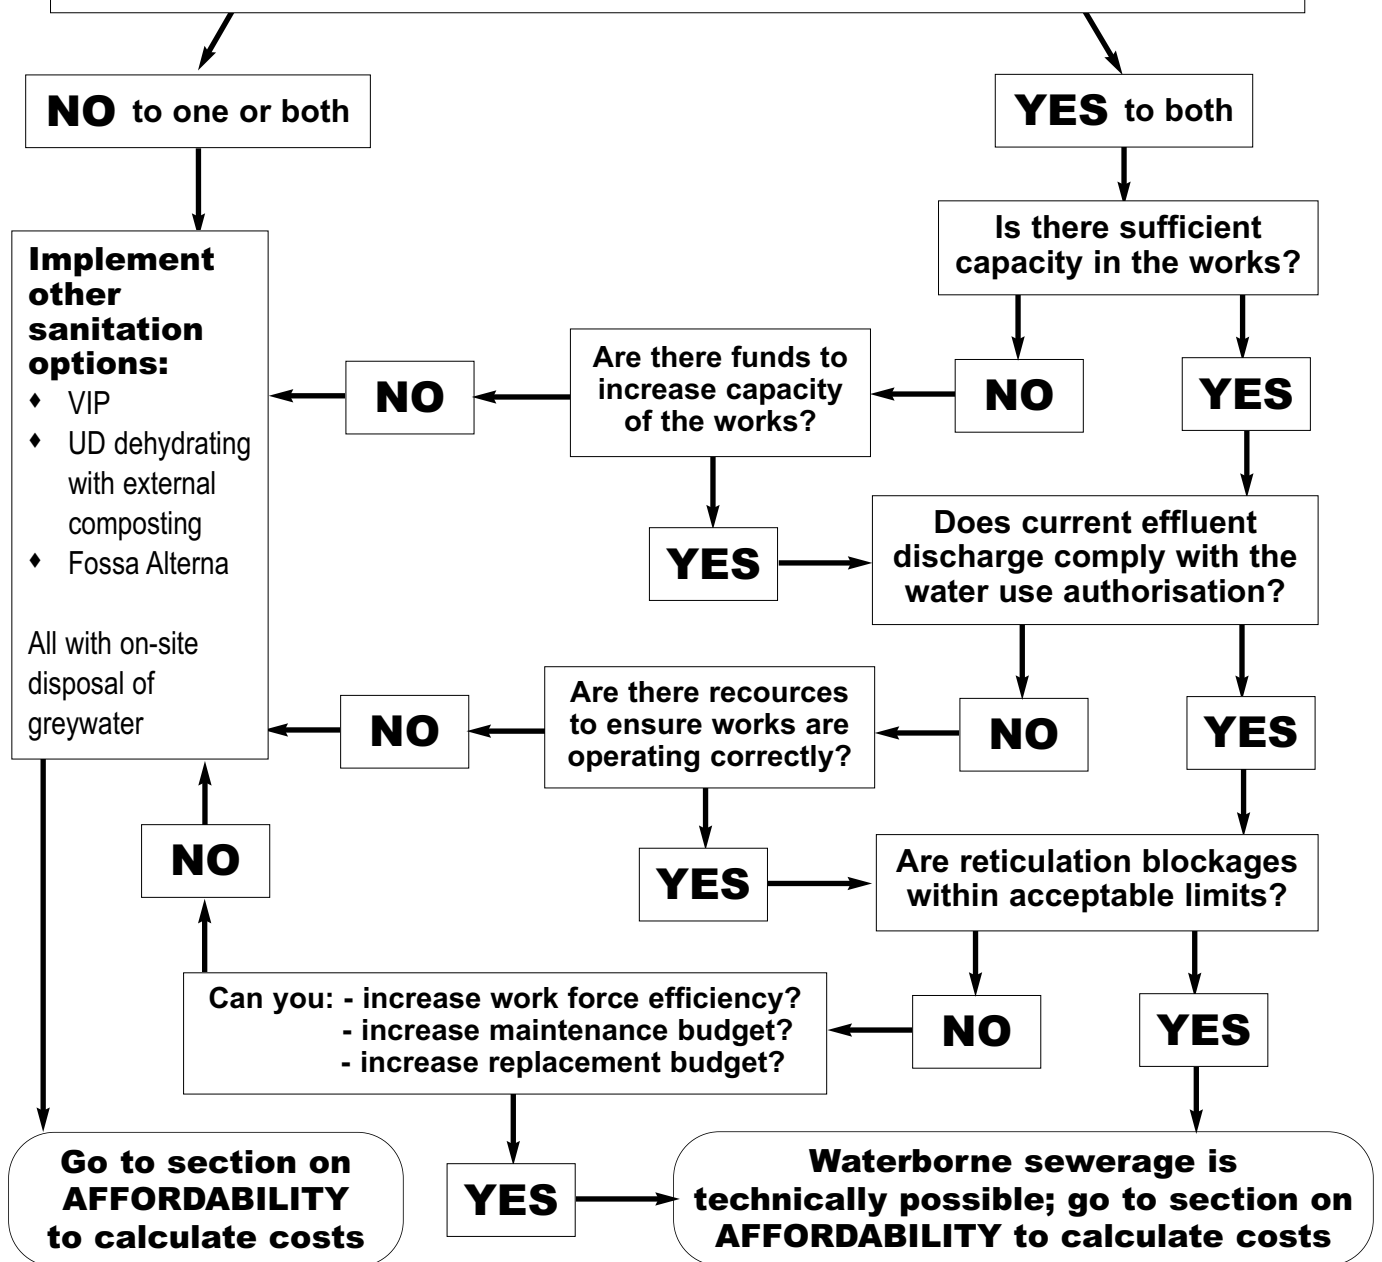 NO to one or both
YES to both
Is there sufficient
capacity in the works?
Implement
other
sanitation
options:
♦ VIP
♦ UD dehydrating
with external
composting
♦ Fossa Alterna
All with on-site
disposal of
greywater
NO
Are there funds to
increase capacity
of the works?
NO
YES
YES
Does current effluent
discharge comply with the
water use authorisation?
NO
Are there recources
to ensure works are
operating correctly?
NO
YES
NO
YES
Are reticulation blockages
within acceptable limits?
Can you: - increase work force efficiency?
- increase maintenance budget?
- increase replacement budget?
NO
YES
Go to section on
AFFORDABILITY
to calculate costs
YES
Waterborne sewerage is
technically possible; go to section on
AFFORDABILITY to calculate costs